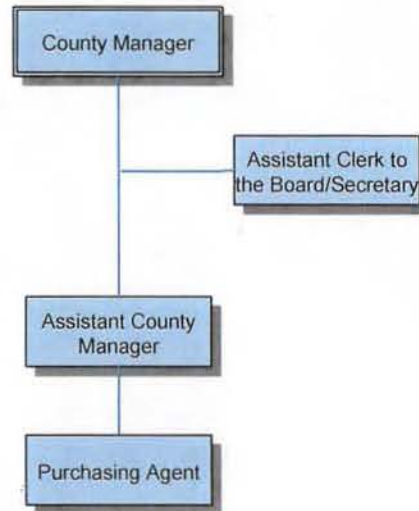 County Manager
Assistant Clerk to
the Board/Secretary
Assistant County
Manager
Purchasing Agent